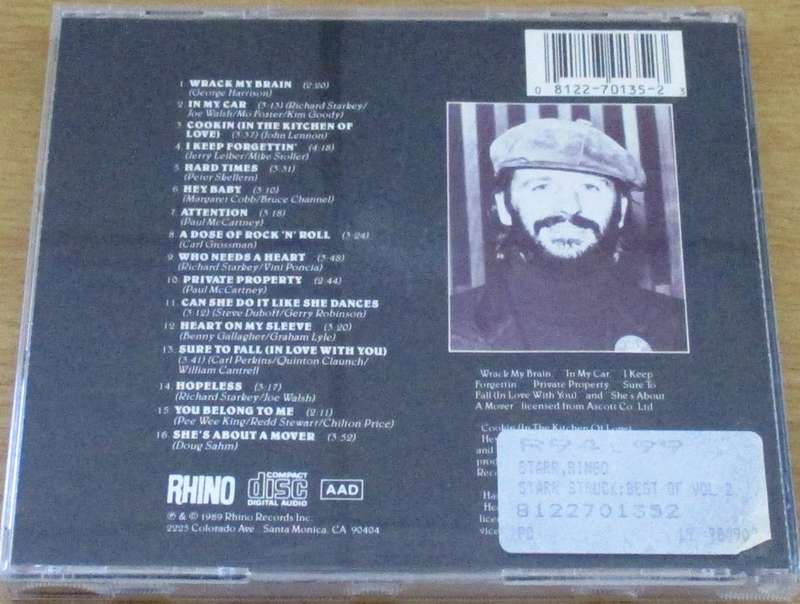 1. WRACK MY BRAIN (2:20)
(George Harrison)
2. IN MY CAR (3:13) (Richard Starkey/
Joe Walsh/Mo Foster/Kim Goody)
3. COOKIN (IN THE KITCHEN OF
LOVE) (3:37) (John Lennon)
4. I KEEP FORGETTIN' (4:18)
(Jerry Leiber/Mike Stoller)
5. HARD TIMES (3:31)
(Peter Skellern)
6. HEY BABY (3:10)
(Margaret Cobb/Bruce Channel)
7. ATTENTION (3:18)
(Paul McCartney)
8. A DOSE OF ROCK 'N' ROLL (3:24)
(Carl Grossman)
9. WHO NEEDS A HEART (3:48)
(Richard Starkey/Vini Poncia)
10. PRIVATE PROPERTY (2:44)
(Paul McCartney)
11. CAN SHE DO IT LIKE SHE DANCES
(3:12) (Steve Duboff/Gerry Robinson)
12. HEART ON MY SLEEVE (3:20)
(Benny Gallagher/Graham Lyle)
13. SURE TO FALL (IN LOVE WITH YOU)
(3:41) (Carl Perkins/Quinton Claunch/
William Cantrell)
14. HOPELESS (3:17)
(Richard Starkey/Joe Walsh)
15. YOU BELONG TO ME (2:11)
(Pee Wee King/Redd Stewart/Chilton Price)
16. SHE'S ABOUT A MOVER (3:52)
(Doug Sahm)
RHINO
COMPACT
disc
DIGITAL AUDIO
AAD
℗ & © 1989 Rhino Records Inc.
2225 Colorado Ave. Santa Monica, CA 90404
0 8122-70135-2 3
Wrack My Brain, In My Car, I Keep
Forgettin Private Property Sure To
Fall (In Love With You) and She's About
A Mover licensed from Ascott Co. Ltd
Cookin (In The Kitchen Of Love)
and
Reco
STARR,RINGO
STARR STRUCK:BEST OF VOL 2
8122701352